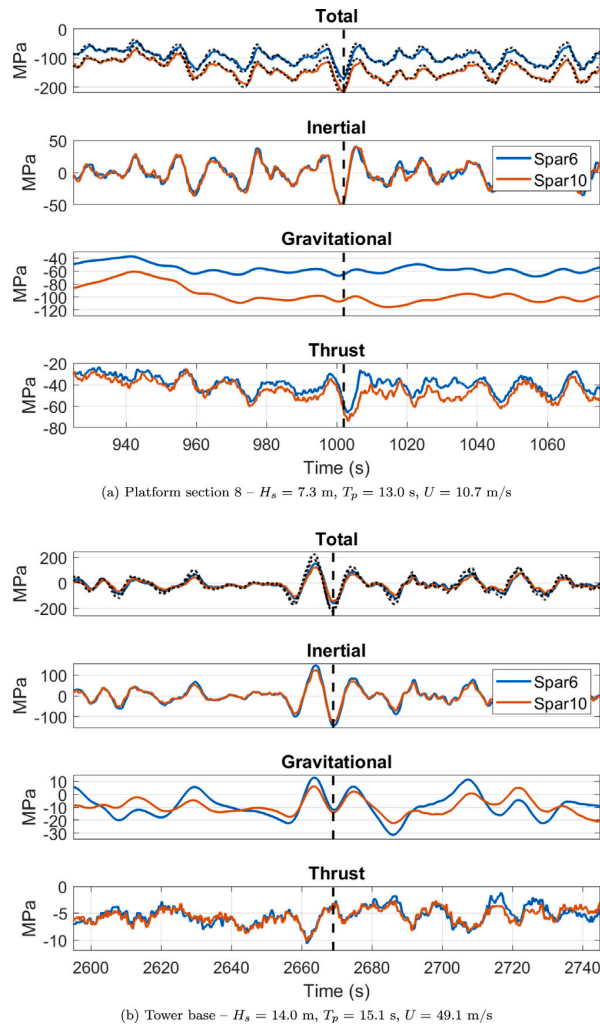 Total
0
-100
-200
MPa
Inertial
50
0
-50
MPa
Spar6
Spar10
Gravitational
-40
-60
-80
-100
-120
MPa
Thrust
-20
-40
-60
-80
MPa
940 960 980 1000 1020 1040 1060
Time (s)
(a) Platform section 8 – Hₛ = 7.3 m, Tₚ = 13.0 s, U = 10.7 m/s
Total
200
0
-200
MPa
Inertial
100
0
-100
MPa
Spar6
Spar10
Gravitational
10
0
-10
-20
-30
MPa
Thrust
0
-5
-10
MPa
2600 2620 2640 2660 2680 2700 2720 2740
Time (s)
(b) Tower base – Hₛ = 14.0 m, Tₚ = 15.1 s, U = 49.1 m/s